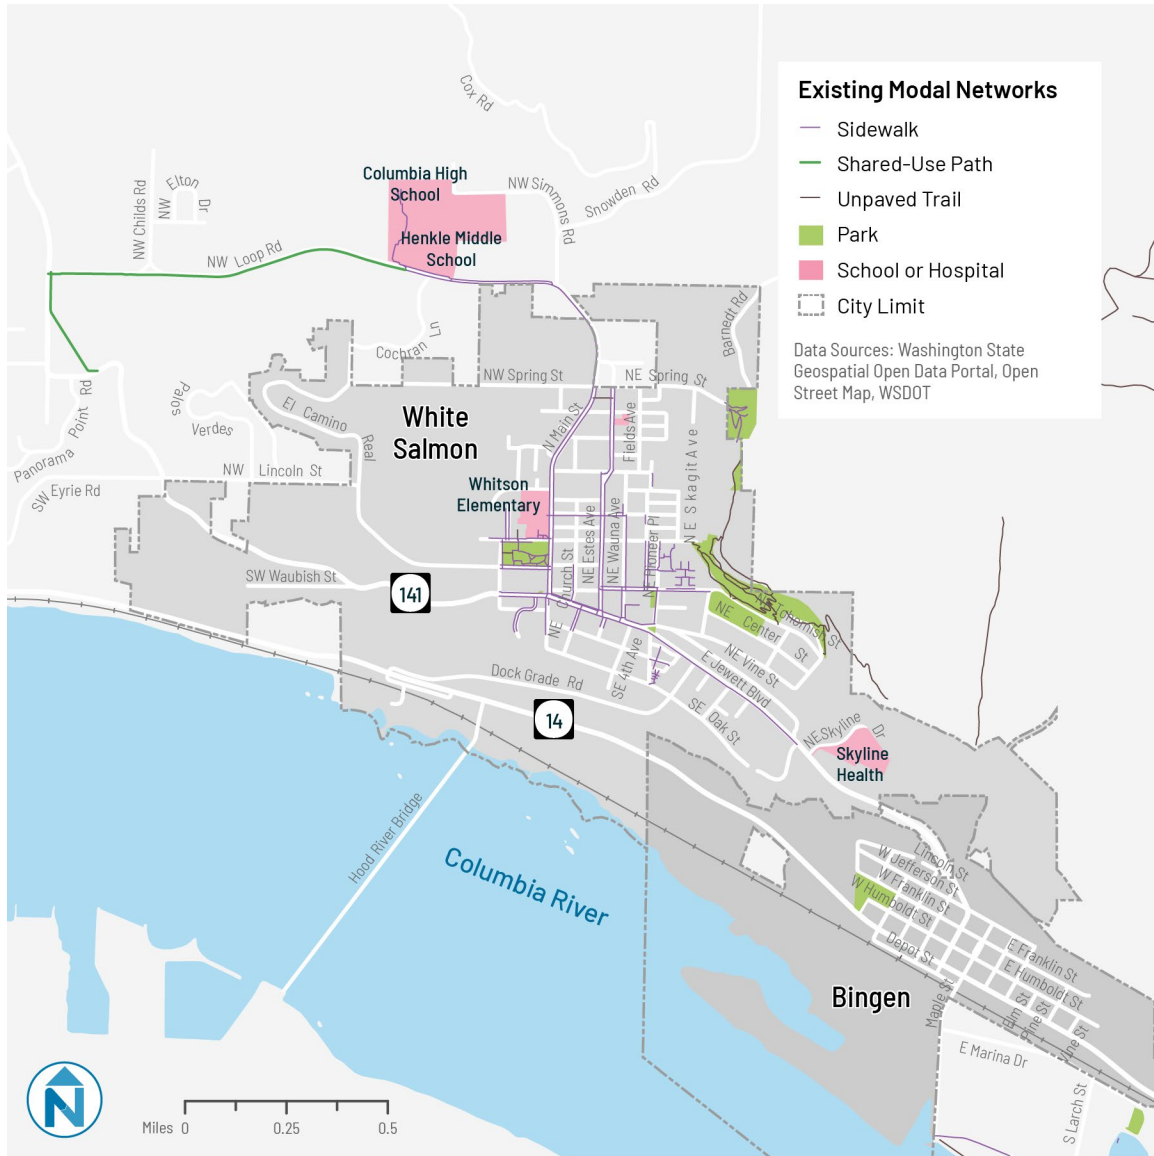 Existing Modal Networks
Sidewalk
Shared-Use Path
Unpaved Trail
Park
School or Hospital
City Limit
Data Sources: Washington State
Geospatial Open Data Portal, Open
Street Map, WSDOT
Cox Rd
Columbia High
School
NW Simmons Rd
Snowden Rd
NW Childs Rd
NW Elton Dr
NW Loop Rd
Henkle Middle
School
Barnedt Rd
Cochran Ln
NW Spring St
NE Spring St
Palos
Verdes
El Camino Real
White
Salmon
N Main St
Fields Ave
NE Skagit Ave
Point Rd
Panorama
NW Lincoln St
SW Eyrie Rd
Whitson
Elementary
NE Estes Ave
NE Wauna Ave
NE Pioneer Pl
SW Waubish St
141
NE Church St
NE Tohomish St
NE Center St
NE Vine St
SE 4th Ave
E Jewett Blvd
Dock Grade Rd
SE Oak St
14
NE Skyline Dr
Skyline
Health
Hood River Bridge
Columbia River
Lincoln St
W Jefferson St
W Franklin St
W Humboldt St
Depot St
E Franklin St
E Humboldt St
Bingen
Maple St
Elm St
Pine St
E Marina Dr
S Larch St
N
Miles 0 0.25 0.5